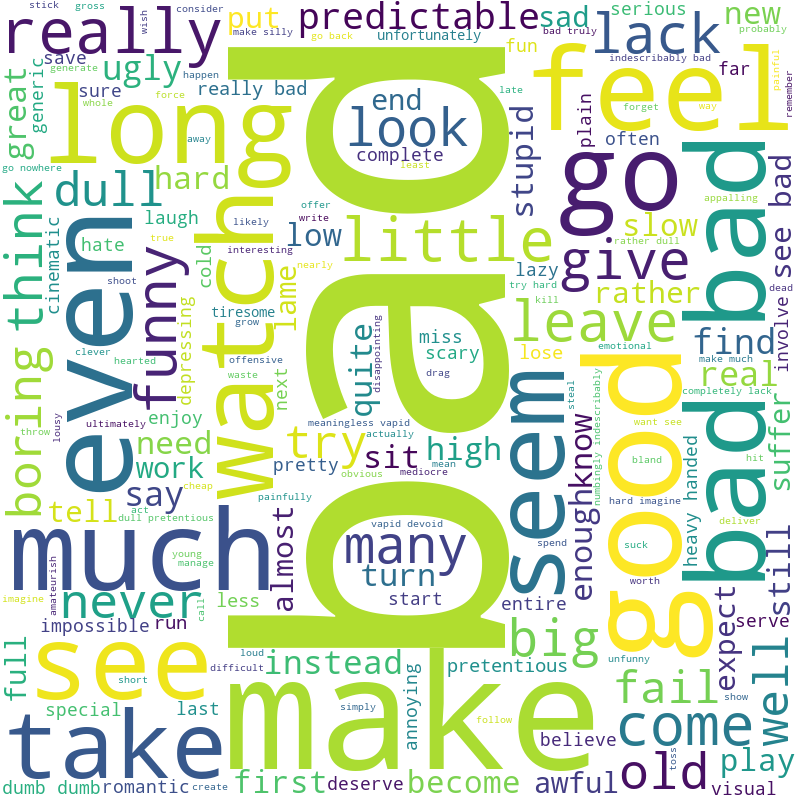 stick
gross
wish
consider
make silly
put
predictable
sad
serious
new
really
go back
unfortunately
bad truly
lack
probably
save
ugly
fun
indescribably bad
generate
happen
really bad
end
far
painful
great
generic
sure
whole
force
late
feel
long
look
plain
forget
way
remember
away
complete
least
stupid
often
go nowhere
dull
hard
bad
go
appalling
see bad
think
cinematic
hate
laugh
offer
write
likely
low
little
slow
true
interesting
rather dull
give
even
funny
shoot
cold
nearly
lazy
try hard
rather
dead
involve
depressing
tiresome
lame
kill
leave
watch
grow
quite
miss
scary
disappointing
emotional
find
clever
hearted
offensive
drag
lose
make much
boring
waste
next
seem
steal
good
real
completely lack
bad
enjoy
meaningless vapid
want see
throw
lousy
ultimately
need
try
actually
high
know
numbingly indescribably
bland
hit
suffer
work
pretty
sit
mean
obvious
mediocre
heavy handed
say
cheap
painfully
hard imagine
tell
act
deliver
dull pretentious
much
almost
vapid devoid
many
spend
enough
suck
still
young
manage
turn
worth
imagine
amateurish
never
call
less
start
entire
expect
serve
impossible
run
loud
big
unfunny
full
see
difficult
instead
annoying
pretentious
well
short
make
fail
show
special
last
simply
follow
come
take
believe
toss
play
dumb dumb
romantic
create
first
deserve
become
awful
old
visual